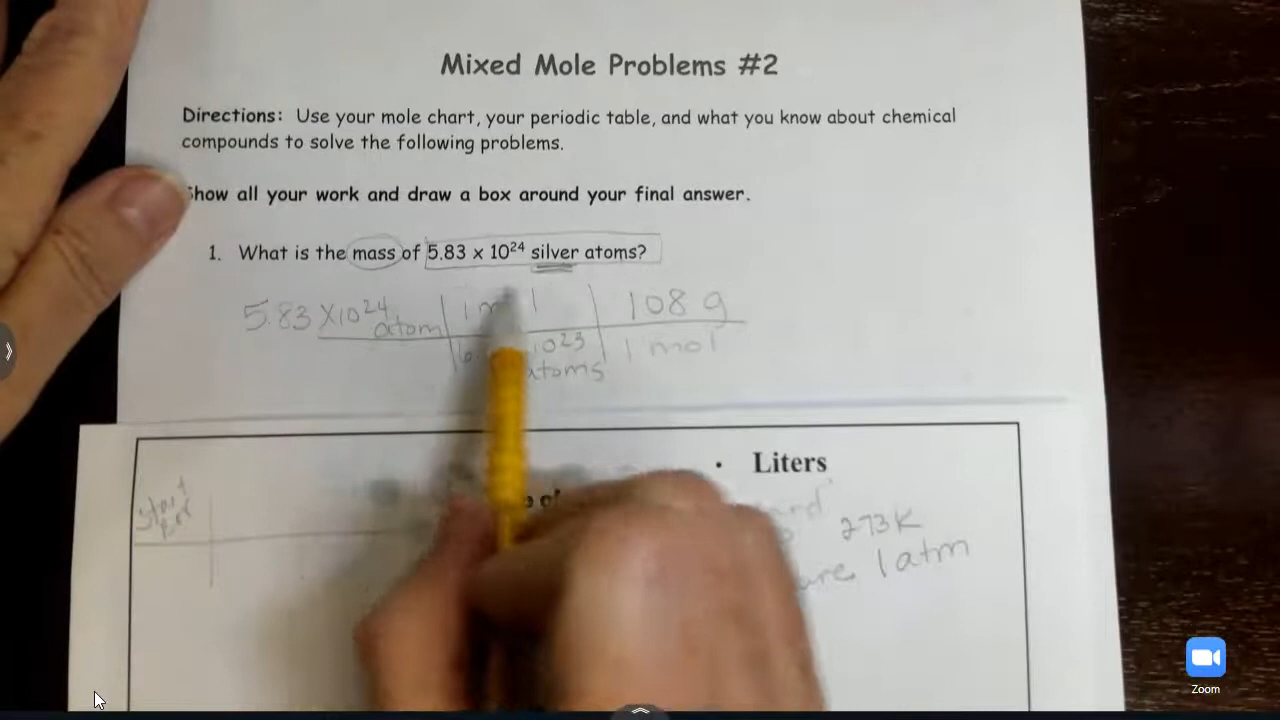 Mixed Mole Problems #2
Directions: Use your mole chart, your periodic table, and what you know about chemical
compounds to solve the following problems.
Show all your work and draw a box around your final answer.
1. What is the mass of 5.83 x 10²⁴ silver atoms?
5.83 X10²⁴ 1 108 g
atom
10²³ 1 mol
atoms
• Liters
Start
273K
1 atm
Zoom